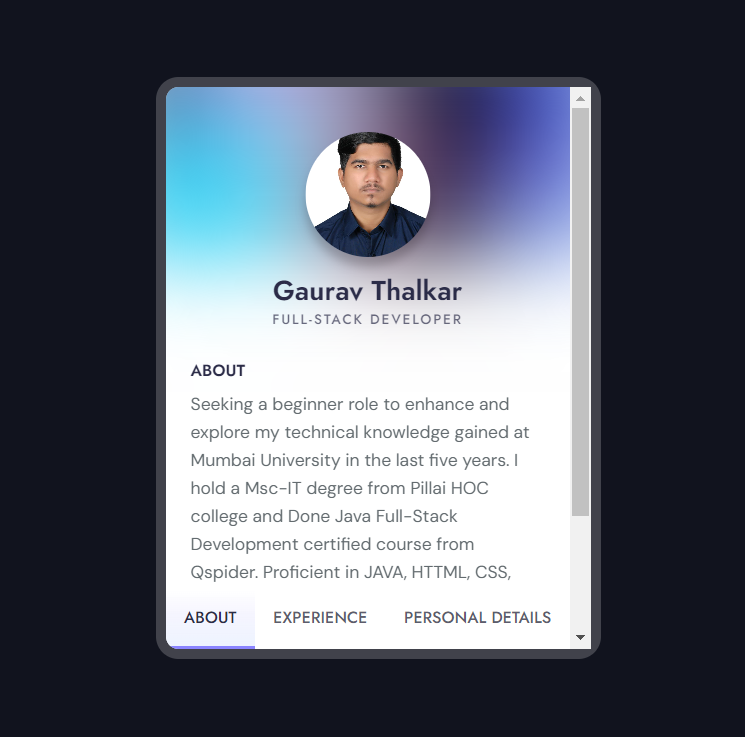 Gaurav Thalkar
FULL-STACK DEVELOPER
ABOUT
Seeking a beginner role to enhance and
explore my technical knowledge gained at
Mumbai University in the last five years. I
hold a Msc-IT degree from Pillai HOC
college and Done Java Full-Stack
Development certified course from
Qspider. Proficient in JAVA, HTTML, CSS,
ABOUT EXPERIENCE PERSONAL DETAILS